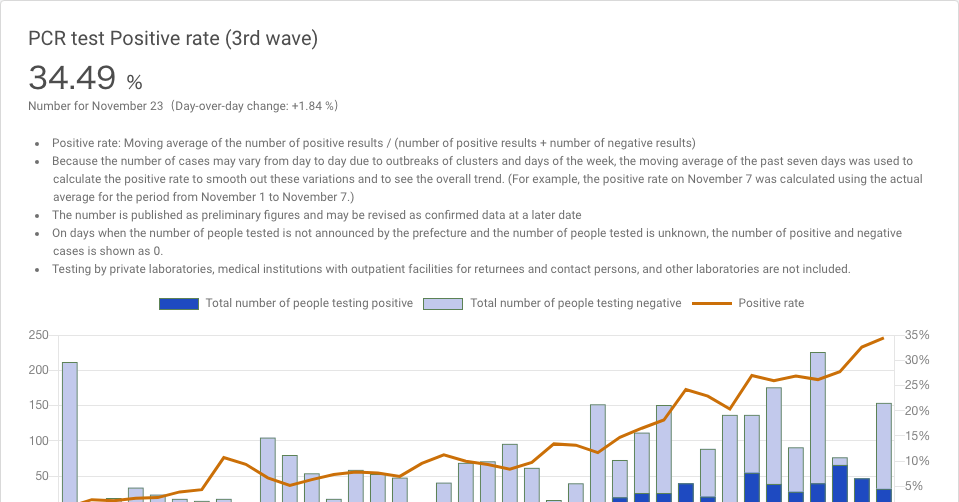 PCR test Positive rate (3rd wave)
34.49 %
Number for November 23（Day-over-day change: +1.84 %）
• Positive rate: Moving average of the number of positive results / (number of positive results + number of negative results)
• Because the number of cases may vary from day to day due to outbreaks of clusters and days of the week, the moving average of the past seven days was used to
calculate the positive rate to smooth out these variations and to see the overall trend. (For example, the positive rate on November 7 was calculated using the actual
average for the period from November 1 to November 7.)
• The number is published as preliminary figures and may be revised as confirmed data at a later date
• On days when the number of people tested is not announced by the prefecture and the number of people tested is unknown, the number of positive and negative
cases is shown as 0.
• Testing by private laboratories, medical institutions with outpatient facilities for returnees and contact persons, and other laboratories are not included.
Total number of people testing positive Total number of people testing negative Positive rate
250 35%
30%
200
25%
150 20%
15%
100
10%
50
5%